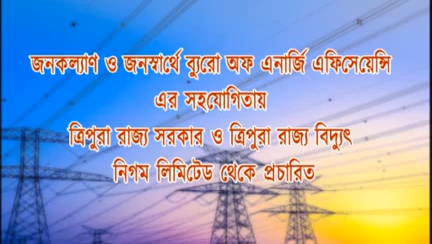 জনকল্যাণ ও জনস্বার্থে ব্যুরো অফ এনার্জি এফিসেয়েন্সি
এর সহযোগিতায়
ত্রিপুরা রাজ্য সরকার ও ত্রিপুরা রাজ্য বিদ্যুৎ
নিগম লিমিটেড থেকে প্রচারিত